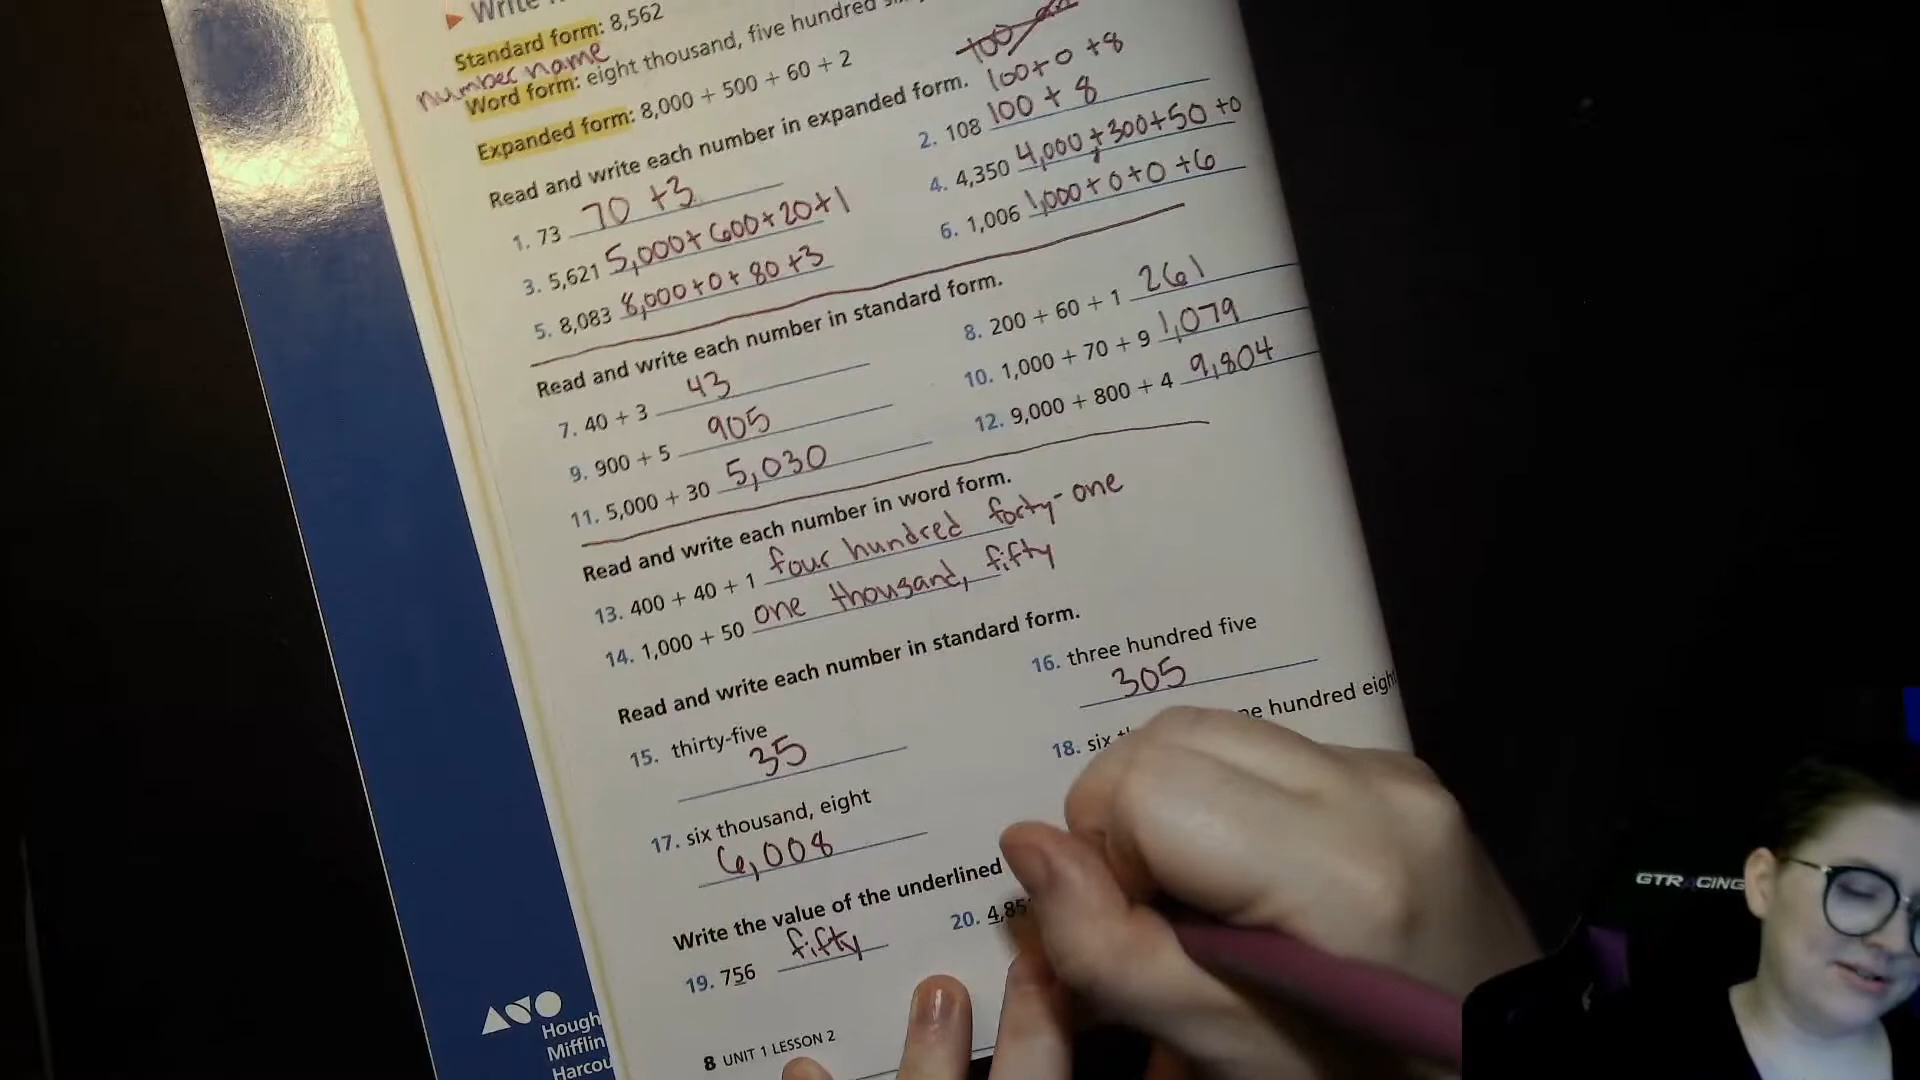 Write
Standard form: 8,562
number name
Word form: eight thousand, five hundred
Expanded form: 8,000 + 500 + 60 + 2
Read and write each number in expanded form.
100+0+8
1. 73 70+3
2. 108 100+8
3. 5,621 5,000+600+20+1
4. 4,350 4,000+300+50+0
5. 8,083 8,000+0+80+3
6. 1,006 1,000+0+0+6
Read and write each number in standard form.
7. 40 + 3 43
8. 200 + 60 + 1 261
9. 900 + 5 905
10. 1,000 + 70 + 9 1,079
11. 5,000 + 30 5,030
12. 9,000 + 800 + 4 9,804
Read and write each number in word form.
13. 400 + 40 + 1 four hundred forty-one
14. 1,000 + 50 one thousand, fifty
Read and write each number in standard form.
15. thirty-five
35
16. three hundred five
305
17. six thousand, eight
6,008
18. six hundred
Write the value of the underlined
19. 756 fifty
20. 4,85
8 UNIT 1 LESSON 2
Hough
Mifflin
Harcou
GTRACING